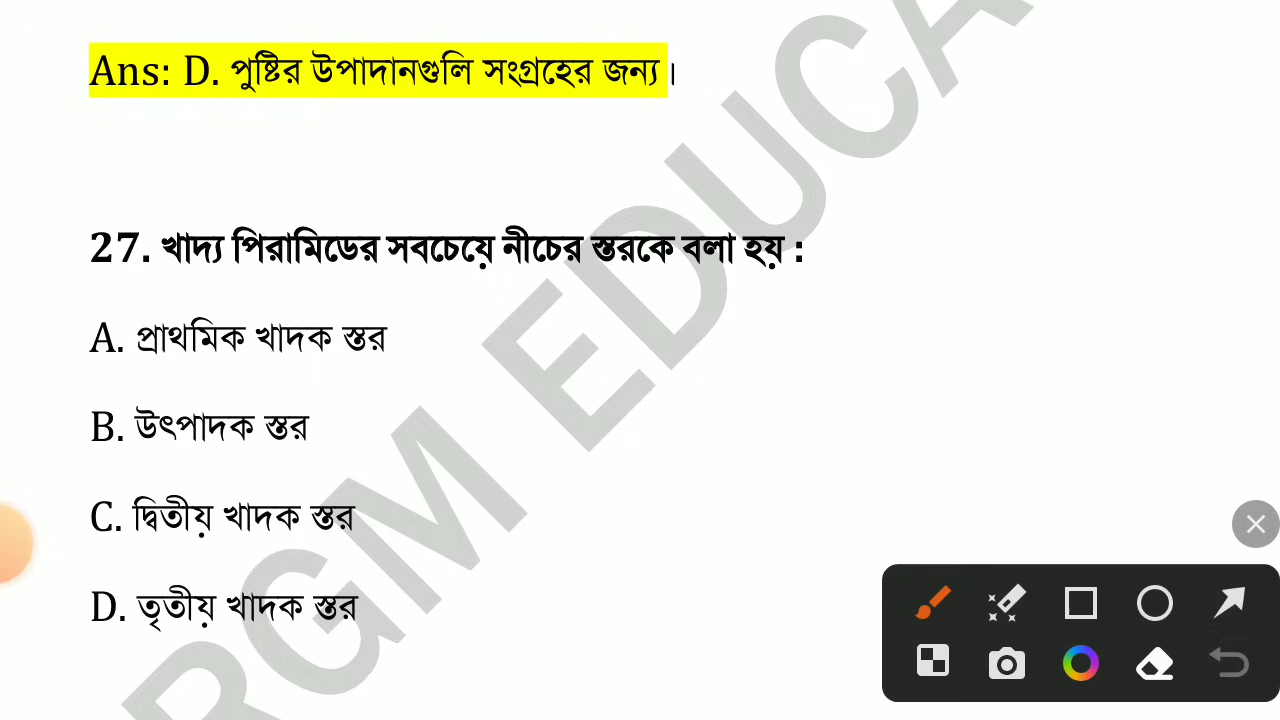 Ans: D. পুষ্টির উপাদানগুলি সংগ্রহের জন্য।
27. খাদ্য পিরামিডের সবচেয়ে নীচের স্তরকে বলা হয় :
A. প্রাথমিক খাদক স্তর
B. উৎপাদক স্তর
C. দ্বিতীয় খাদক স্তর
D. তৃতীয় খাদক স্তর
RGM EDUCA